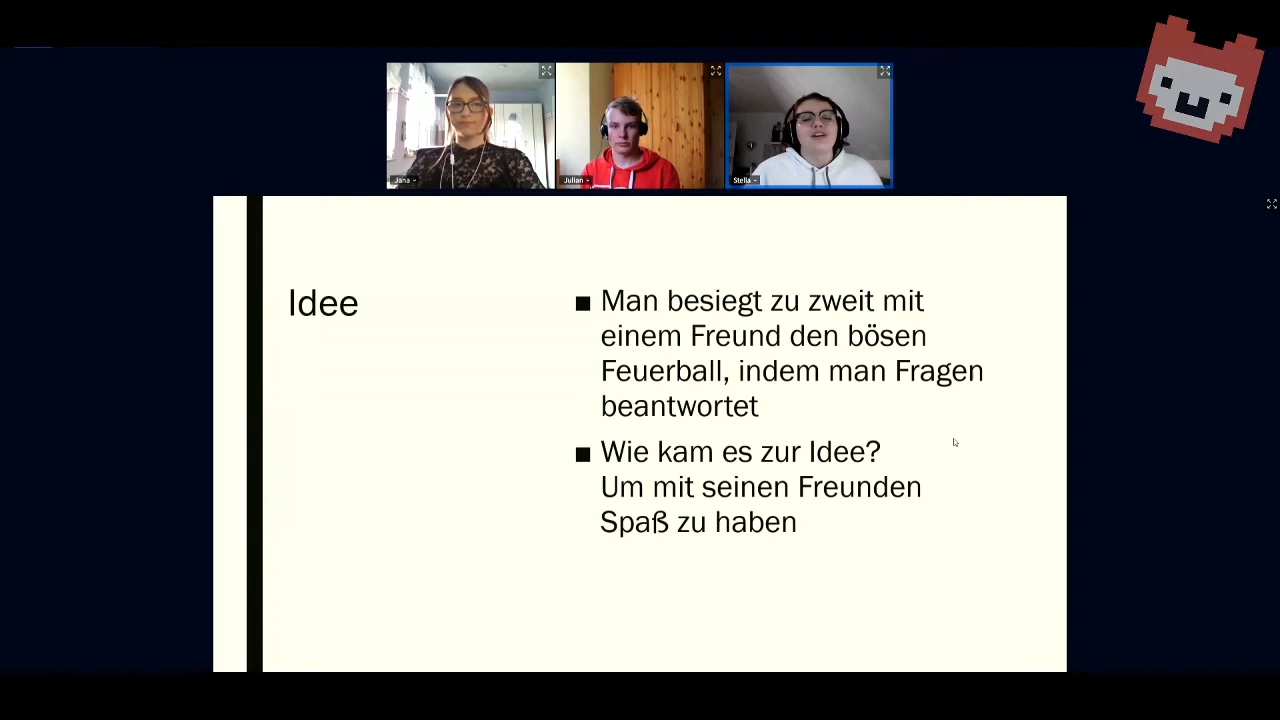 Jana
Julian
Stella
Idee
■ Man besiegt zu zweit mit
einem Freund den bösen
Feuerball, indem man Fragen
beantwortet
■ Wie kam es zur Idee?
Um mit seinen Freunden
Spaß zu haben